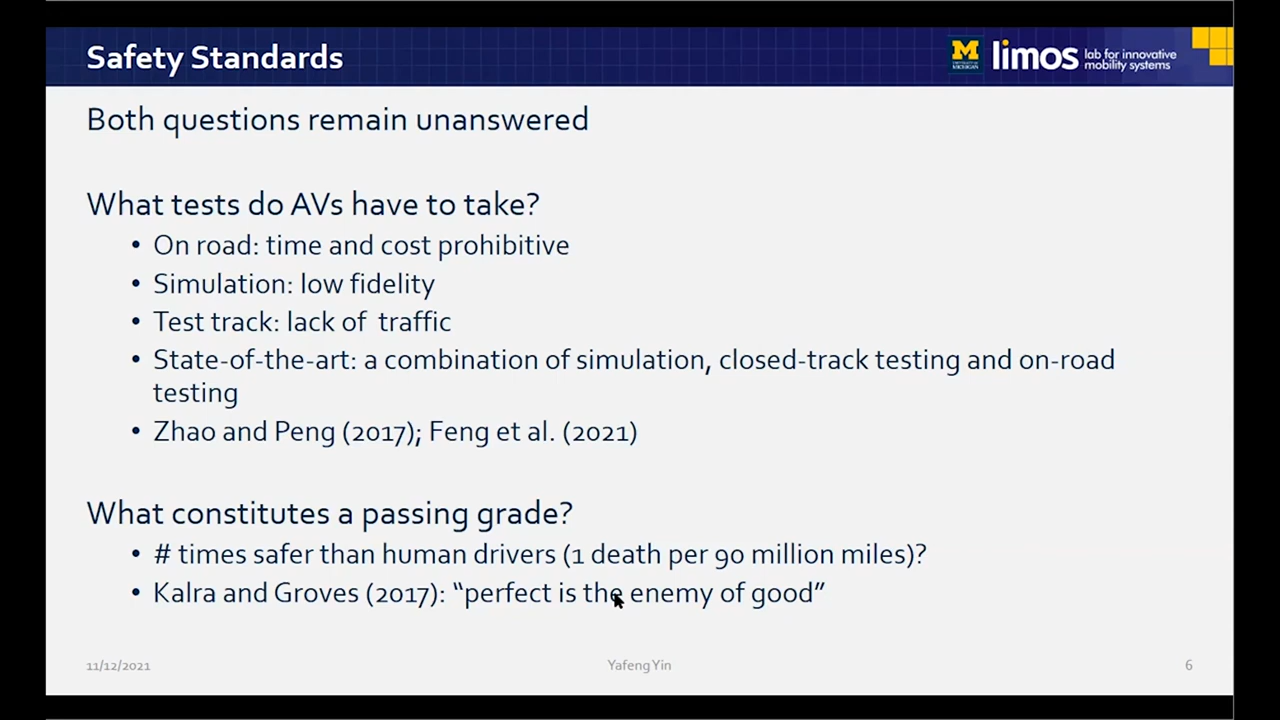 Safety Standards
M
limos lab for innovative
mobility systems
Both questions remain unanswered
What tests do AVs have to take?
• On road: time and cost prohibitive
• Simulation: low fidelity
• Test track: lack of  traffic
• State-of-the-art: a combination of simulation, closed-track testing and on-road
testing
• Zhao and Peng (2017); Feng et al. (2021)
What constitutes a passing grade?
• # times safer than human drivers (1 death per 90 million miles)?
• Kalra and Groves (2017): “perfect is the enemy of good”
11/12/2021
Yafeng Yin
6